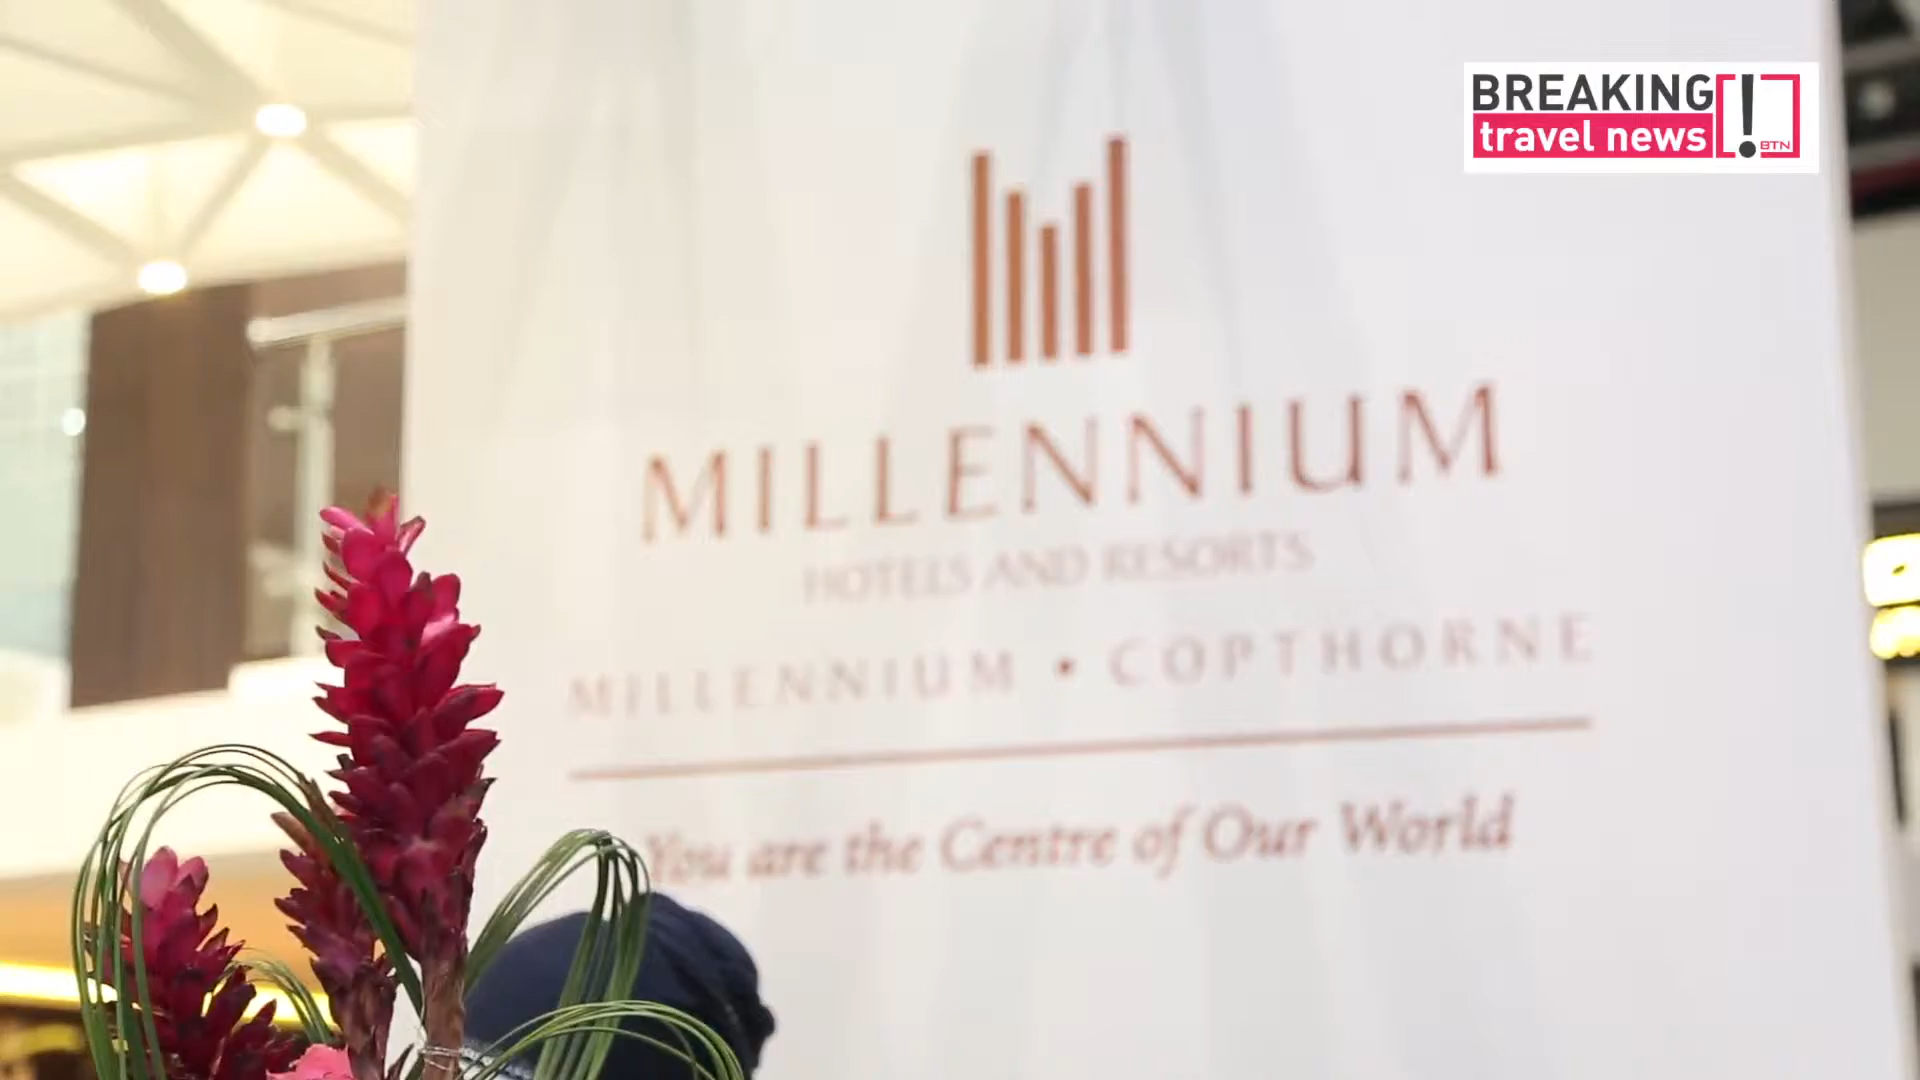 BREAKING
travel news
BTN
MILLENNIUM
HOTELS AND RESORTS
MILLENNIUM • COPTHORNE
You are the Centre of Our World